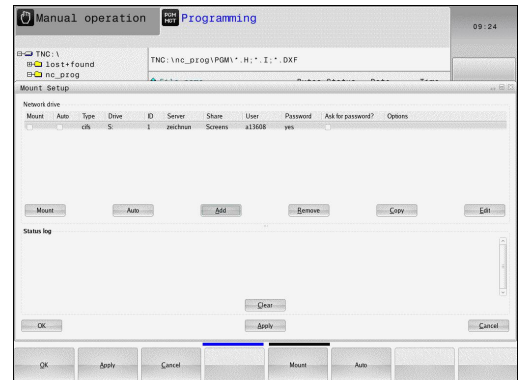 Manual operation
PGM
MDT
Programming
09:24
TNC:\
lost+found
nc_prog
TNC:\nc_prog\PGM\*.H;*.I;*.DXF
Mount Setup
Network drive
Mount Auto Type Drive ID Server Share User Password Ask for password? Options
cifs S: 1 zeichnun Screens a13608 yes
Mount Auto Add Remove Copy Edit
Status log
Clear
OK Apply Cancel
OK Apply Cancel Mount Auto